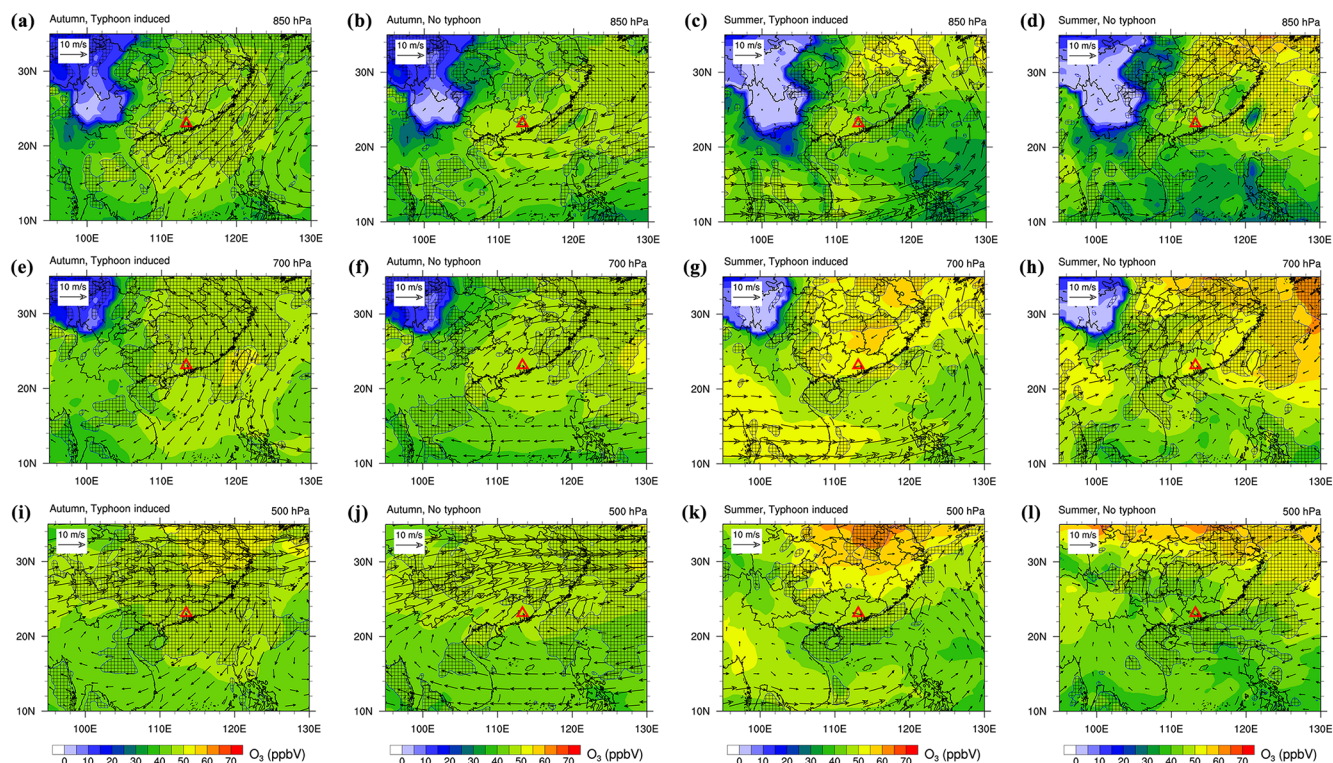 (a) Autumn, Typhoon induced 850 hPa (b) Autumn, No typhoon 850 hPa (c) Summer, Typhoon induced 850 hPa (d) Summer, No typhoon 850 hPa
10 m/s 10 m/s 10 m/s 10 m/s
30N 30N 30N 30N
20N 20N 20N 20N
10N 10N 10N 10N
100E 110E 120E 130E 100E 110E 120E 130E 100E 110E 120E 130E 100E 110E 120E 130E
(e) Autumn, Typhoon induced 700 hPa (f) Autumn, No typhoon 700 hPa (g) Summer, Typhoon induced 700 hPa (h) Summer, No typhoon 700 hPa
10 m/s 10 m/s 10 m/s 10 m/s
30N 30N 30N 30N
20N 20N 20N 20N
10N 10N 10N 10N
100E 110E 120E 130E 100E 110E 120E 130E 100E 110E 120E 130E 100E 110E 120E 130E
(i) Autumn, Typhoon induced 500 hPa (j) Autumn, No typhoon 500 hPa (k) Summer, Typhoon induced 500 hPa (l) Summer, No typhoon 500 hPa
10 m/s 10 m/s 10 m/s 10 m/s
30N 30N 30N 30N
20N 20N 20N 20N
10N 10N 10N 10N
100E 110E 120E 130E 100E 110E 120E 130E 100E 110E 120E 130E 100E 110E 120E 130E
O₃ (ppbV) O₃ (ppbV) O₃ (ppbV) O₃ (ppbV)
0 10 20 30 40 50 60 70 0 10 20 30 40 50 60 70 0 10 20 30 40 50 60 70 0 10 20 30 40 50 60 70